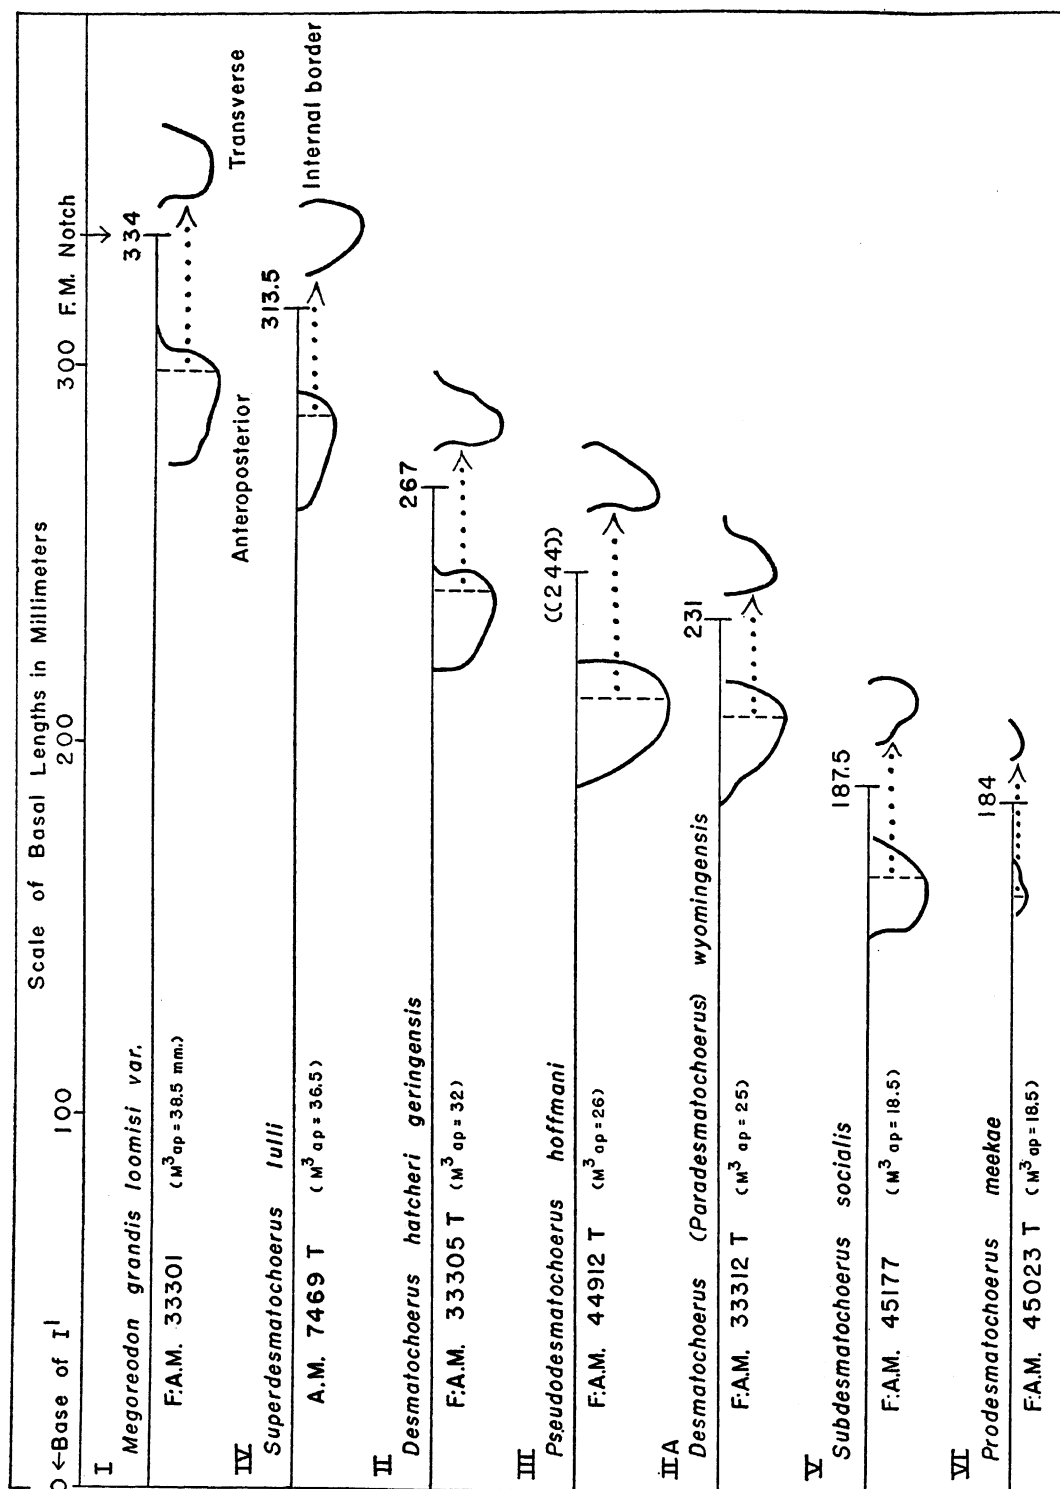 Scale of Basal Lengths in Millimeters
O ←Base of I¹ 100 200 300 F.M. Notch
I
Megoreodon grandis loomisi var.
F:A.M. 33301 (M³ ap = 38.5 mm.)
334
Anteroposterior
Transverse
IV
Superdesmatochoerus lulli
A.M. 7469 T (M³ ap = 36.5)
313.5
Internal border
II
Desmatochoerus hatcheri geringensis
F:A.M. 33305 T (M³ ap = 32)
267
III
Pseudodesmatochoerus hoffmani
F:A.M. 44912 T (M³ ap = 26)
((244))
IIA
Desmatochoerus (Paradesmatochoerus) wyomingensis
F:A.M. 33312 T (M³ ap = 25)
231
V
Subdesmatochoerus socialis
F:A.M. 45177 (M³ ap = 18.5)
187.5
VI
Prodesmatochoerus meekae
F:A.M. 45023 T (M³ ap = 18.5)
184